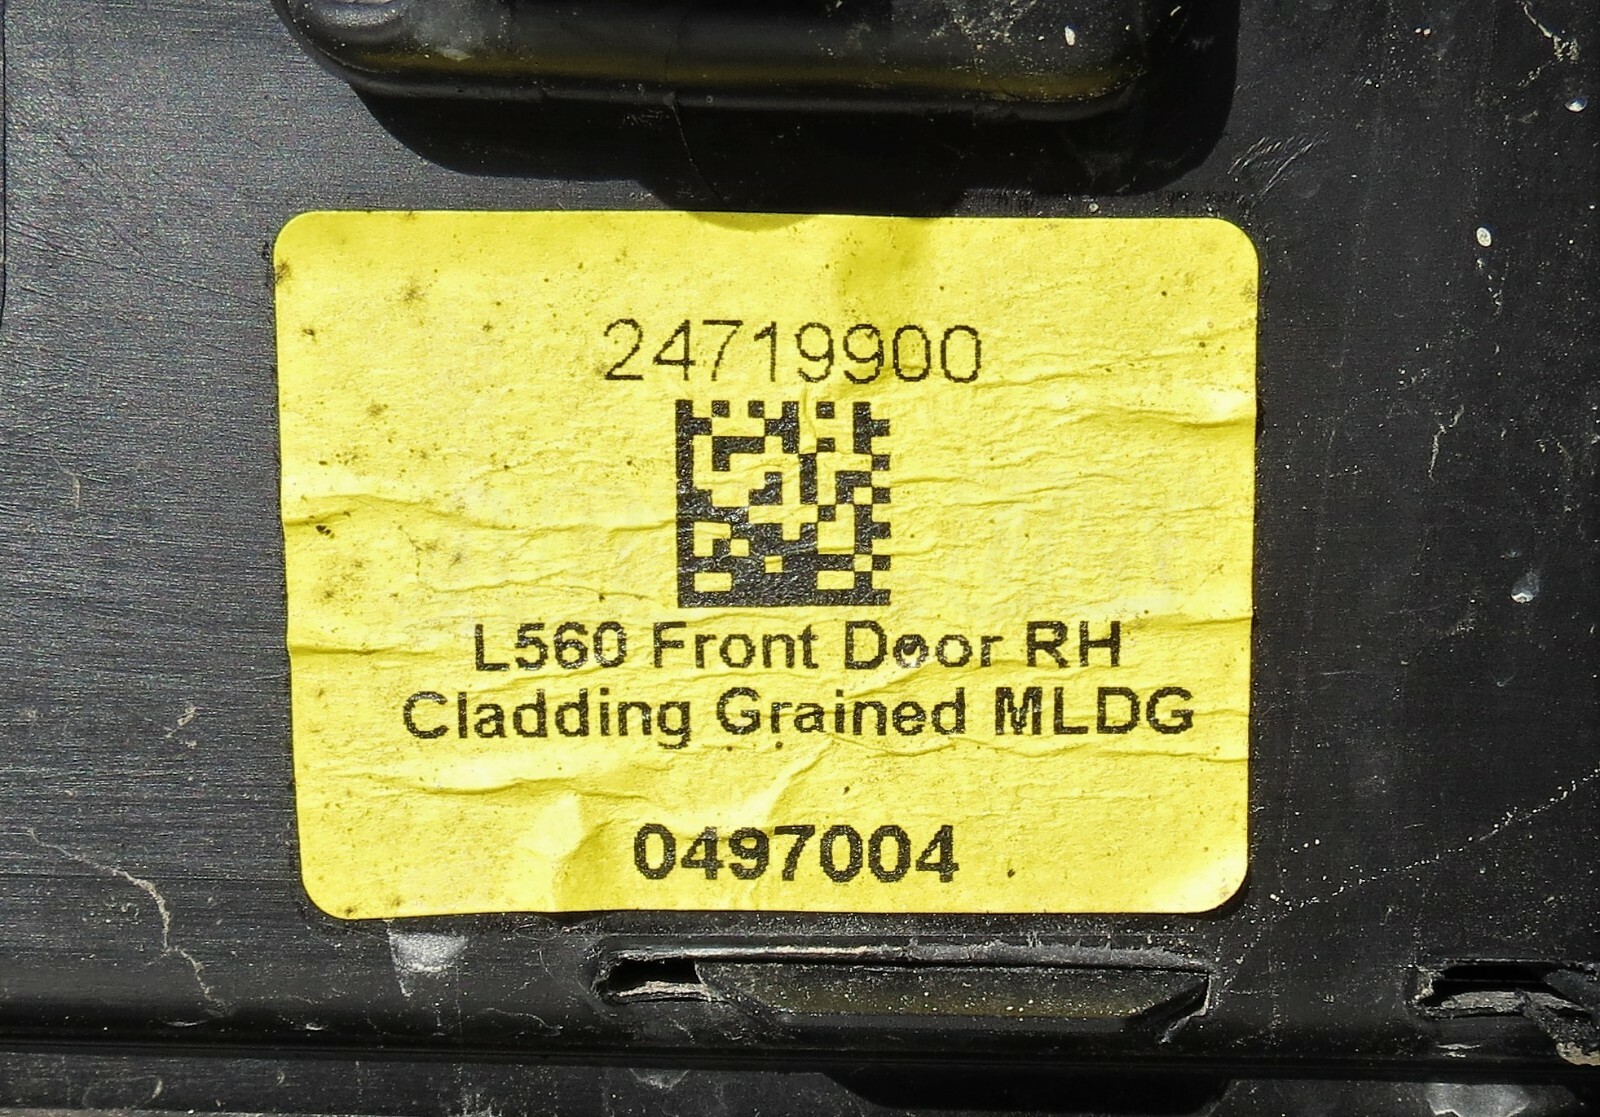 24719900
L560 Front Door RH
Cladding Grained MLDG
0497004